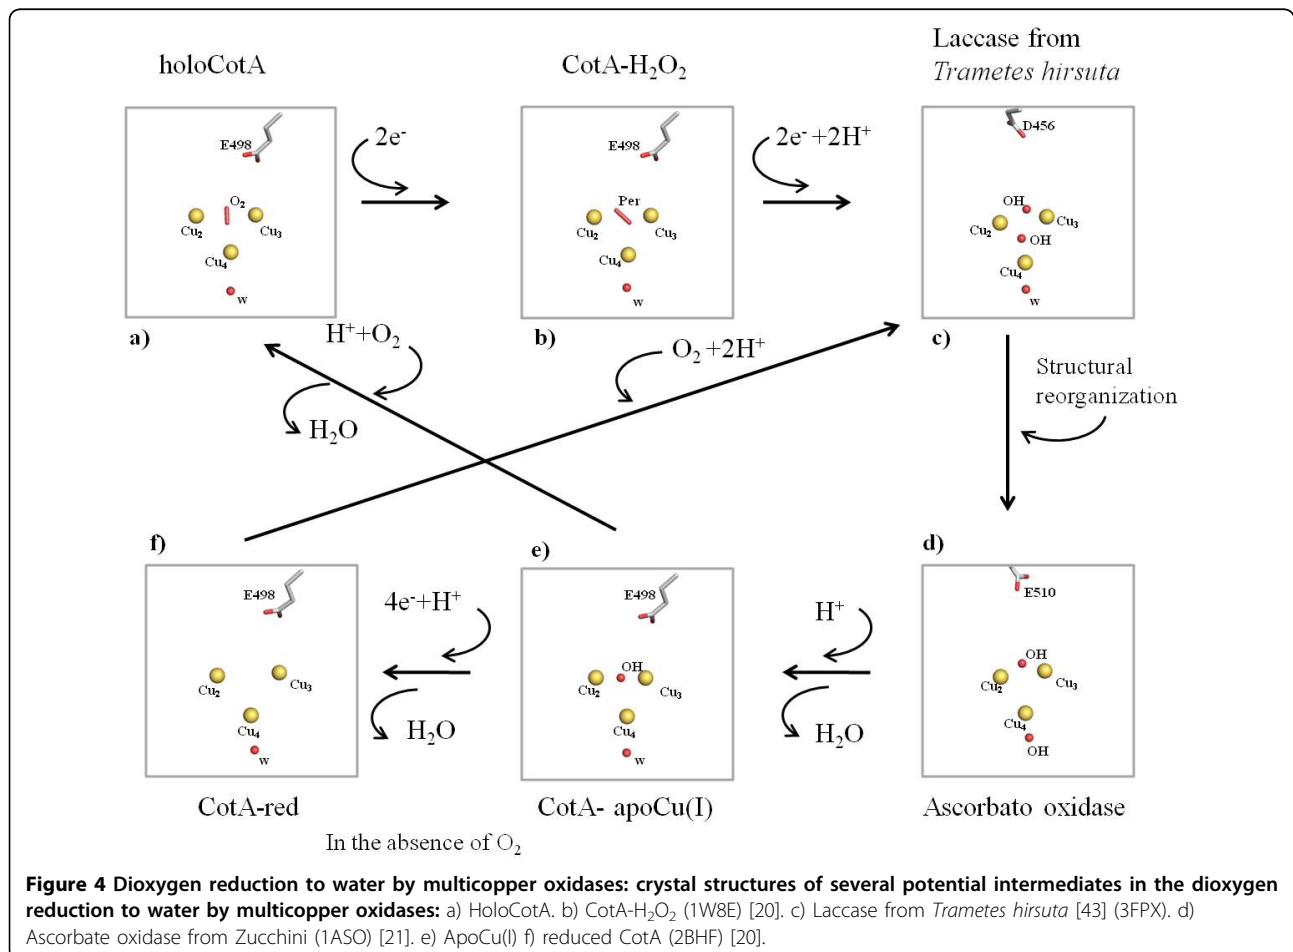 holoCotA
CotA-H₂O₂
Laccase from
Trametes hirsuta
E498
O₂
Cu₂
Cu₃
Cu₄
W
a)
2e⁻
E498
Per
Cu₂
Cu₃
Cu₄
W
b)
2e⁻ +2H⁺
D456
OH
Cu₂
Cu₃
OH
Cu₄
W
c)
H⁺+O₂
H₂O
O₂ +2H⁺
Structural
reorganization
f)
E498
Cu₂
Cu₃
Cu₄
W
CotA-red
4e⁻+H⁺
H₂O
e)
E498
OH
Cu₂
Cu₃
Cu₄
W
CotA- apoCu(I)
H⁺
H₂O
d)
E510
OH
Cu₂
Cu₃
Cu₄
OH
Ascorbato oxidase
In the absence of O₂
Figure 4 Dioxygen reduction to water by multicopper oxidases: crystal structures of several potential intermediates in the dioxygen
reduction to water by multicopper oxidases: a) HoloCotA. b) CotA-H₂O₂ (1W8E) [20]. c) Laccase from Trametes hirsuta [43] (3FPX). d)
Ascorbate oxidase from Zucchini (1ASO) [21]. e) ApoCu(I) f) reduced CotA (2BHF) [20].